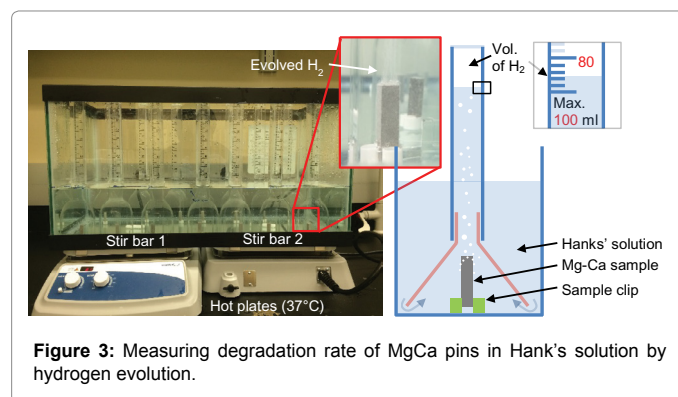 Evolved H2
Stir bar 1
Stir bar 2
Hot plates (37°C)
Vol.
of H2
80
Max.
100 ml
Hanks' solution
Mg-Ca sample
Sample clip
Figure 3: Measuring degradation rate of MgCa pins in Hank's solution by
hydrogen evolution.